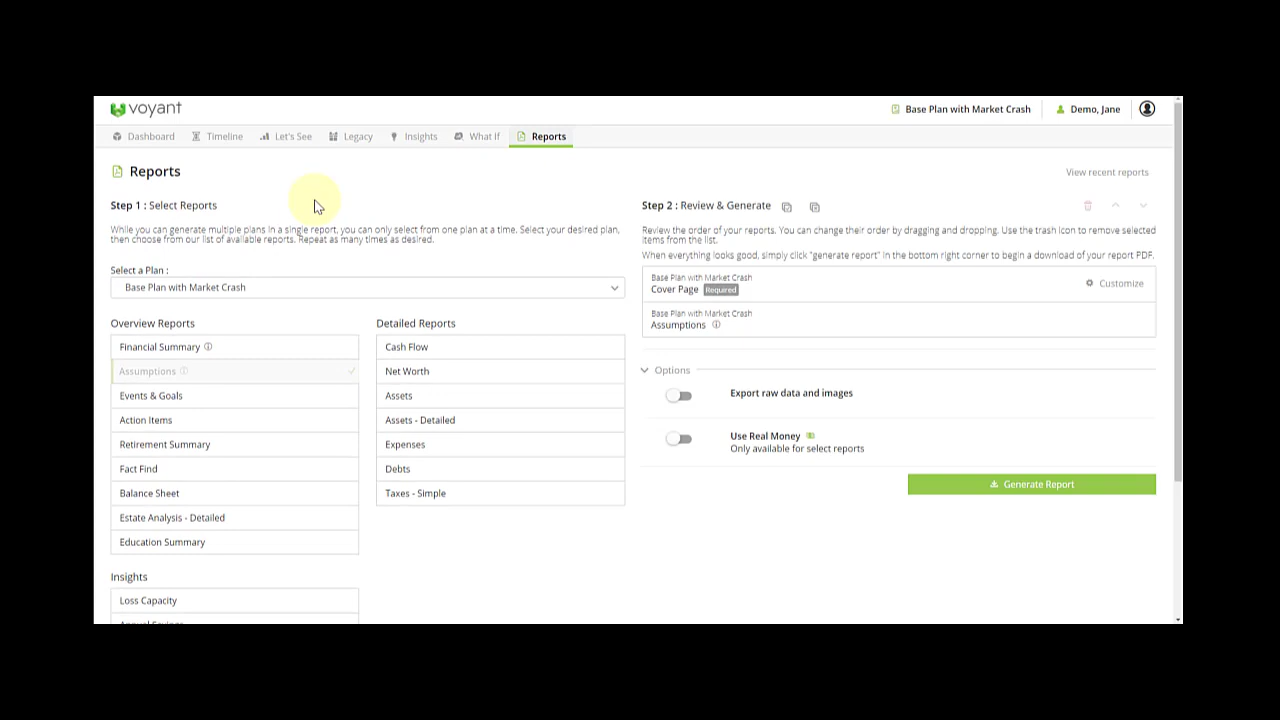 voyant
Base Plan with Market Crash
Demo, Jane
Dashboard
Timeline
Let's See
Legacy
Insights
What If
Reports
Reports
View recent reports
Step 1 : Select Reports
While you can generate multiple plans in a single report, you can only select from one plan at a time. Select your desired plan,
then choose from our list of available reports. Repeat as many times as desired.
Select a Plan :
Base Plan with Market Crash
Overview Reports
Financial Summary
Assumptions
Events & Goals
Action Items
Retirement Summary
Fact Find
Balance Sheet
Estate Analysis - Detailed
Education Summary
Insights
Loss Capacity
Annual Savings
Detailed Reports
Cash Flow
Net Worth
Assets
Assets - Detailed
Expenses
Debts
Taxes - Simple
Step 2 : Review & Generate
Review the order of your reports. You can change their order by dragging and dropping. Use the trash icon to remove selected
items from the list.
When everything looks good, simply click "generate report" in the bottom right corner to begin a download of your report PDF.
Base Plan with Market Crash
Cover Page Required
Customize
Base Plan with Market Crash
Assumptions
Options
Export raw data and images
Use Real Money
Only available for select reports
Generate Report